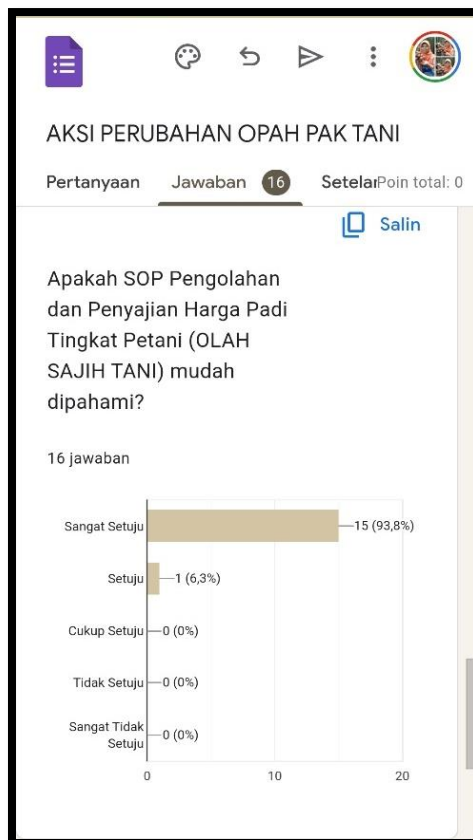 AKSI PERUBAHAN OPAH PAK TANI
Pertanyaan Jawaban 16 Setelar Poin total: 0
Salin
Apakah SOP Pengolahan
dan Penyajian Harga Padi
Tingkat Petani (OLAH
SAJIH TANI) mudah
dipahami?
16 jawaban
Sangat Setuju 15 (93,8%)
Setuju 1 (6,3%)
Cukup Setuju 0 (0%)
Tidak Setuju 0 (0%)
Sangat Tidak
Setuju 0 (0%)
0 10 20